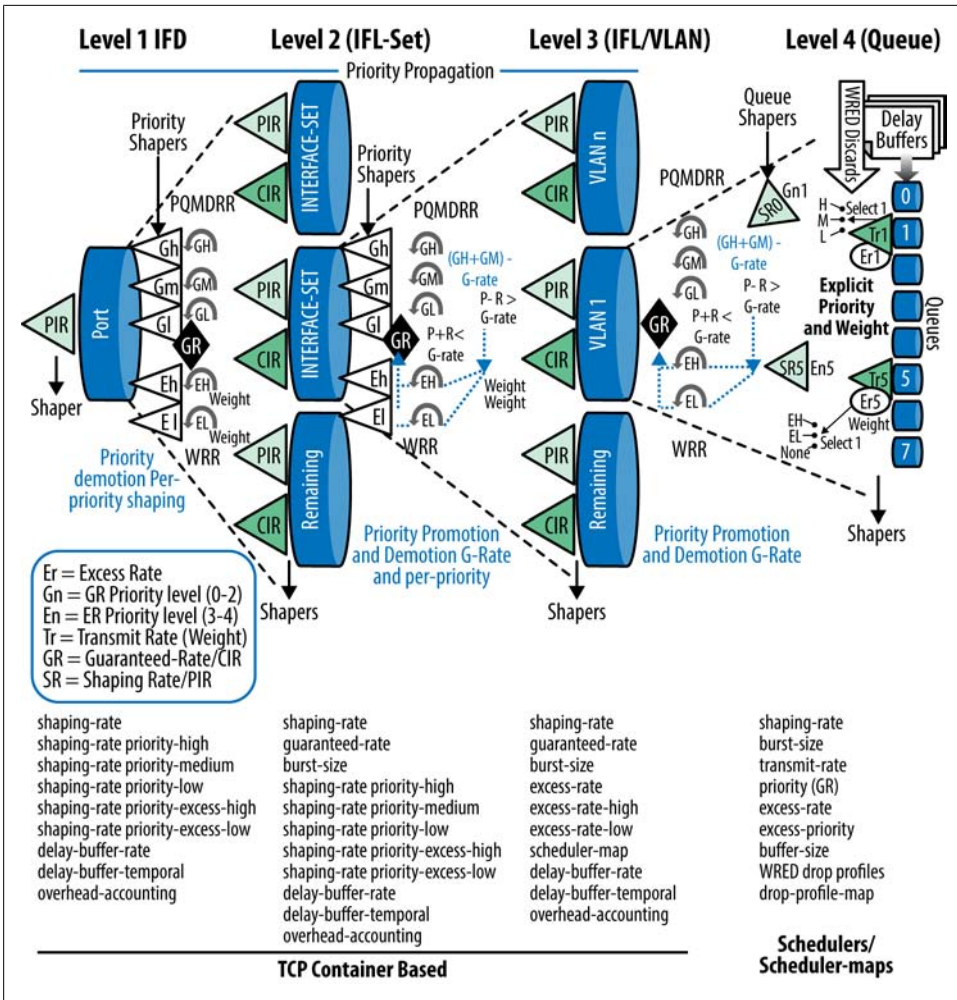 Level 1 IFD
Level 2 (IFL-Set)
Level 3 (IFL/VLAN)
Level 4 (Queue)
Priority Propagation
Priority
Shapers
PQMDRR
PIR
Port
Shaper
Gh
Gm
Gl
GR
Eh
El
GH
GM
GL
EH
Weight
EL
Weight
WRR
Priority
demotion Per-
priority shaping
PIR
CIR
INTERFACE-SET
PIR
CIR
INTERFACE-SET
PIR
CIR
Remaining
Priority
Shapers
PQMDRR
Gh
Gm
Gl
GR
Eh
El
GH
GM
GL
(GH+GM) -
G-rate
P- R >
G-rate
P+R <
G-rate
EH
EL
Weight
Weight
WRR
Priority Promotion
and Demotion G-Rate
and per-priority
Shapers
PIR
CIR
VLAN n
PIR
CIR
VLAN 1
PIR
CIR
Remaining
PQMDRR
GH
GM
GL
(GH+GM) -
G-rate
P- R >
G-rate
GR
P+R <
G-rate
EH
EL
WRR
Priority Promotion
and Demotion G-Rate
Shapers
Queue
Shapers
SR0
Gn1
WRED Discards
Delay
Buffers
H
M
L
Select 1
Tr1
Er1
Explicit
Priority
and Weight
SR5
En5
Tr5
Er5
Weight
EH
EL
None
Select 1
0
1
5
7
Queues
Shapers
Er = Excess Rate
Gn = GR Priority level (0-2)
En = ER Priority level (3-4)
Tr = Transmit Rate (Weight)
GR = Guaranteed-Rate/CIR
SR = Shaping Rate/PIR
shaping-rate
shaping-rate priority-high
shaping-rate priority-medium
shaping-rate priority-low
shaping-rate priority-excess-high
shaping-rate priority-excess-low
delay-buffer-rate
delay-buffer-temporal
overhead-accounting
shaping-rate
guaranteed-rate
burst-size
shaping-rate priority-high
shaping-rate priority-medium
shaping-rate priority-low
shaping-rate priority-excess-high
shaping-rate priority-excess-low
delay-buffer-rate
delay-buffer-temporal
overhead-accounting
shaping-rate
guaranteed-rate
burst-size
excess-rate
excess-rate-high
excess-rate-low
scheduler-map
delay-buffer-rate
delay-buffer-temporal
overhead-accounting
shaping-rate
burst-size
transmit-rate
priority (GR)
excess-rate
excess-priority
buffer-size
WRED drop profiles
drop-profile-map
TCP Container Based
Schedulers/
Scheduler-maps